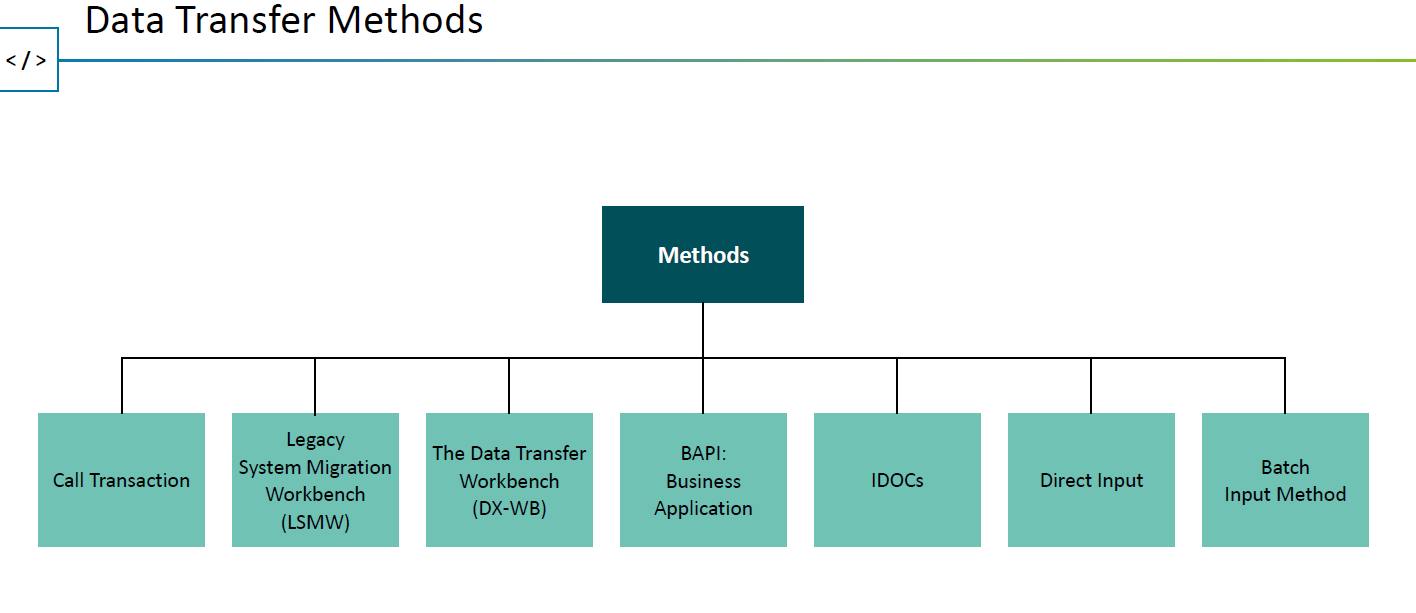 Data Transfer Methods
</>
Methods
Call Transaction
Legacy
System Migration
Workbench
(LSMW)
The Data Transfer
Workbench
(DX-WB)
BAPI:
Business
Application
IDOCs
Direct Input
Batch
Input Method